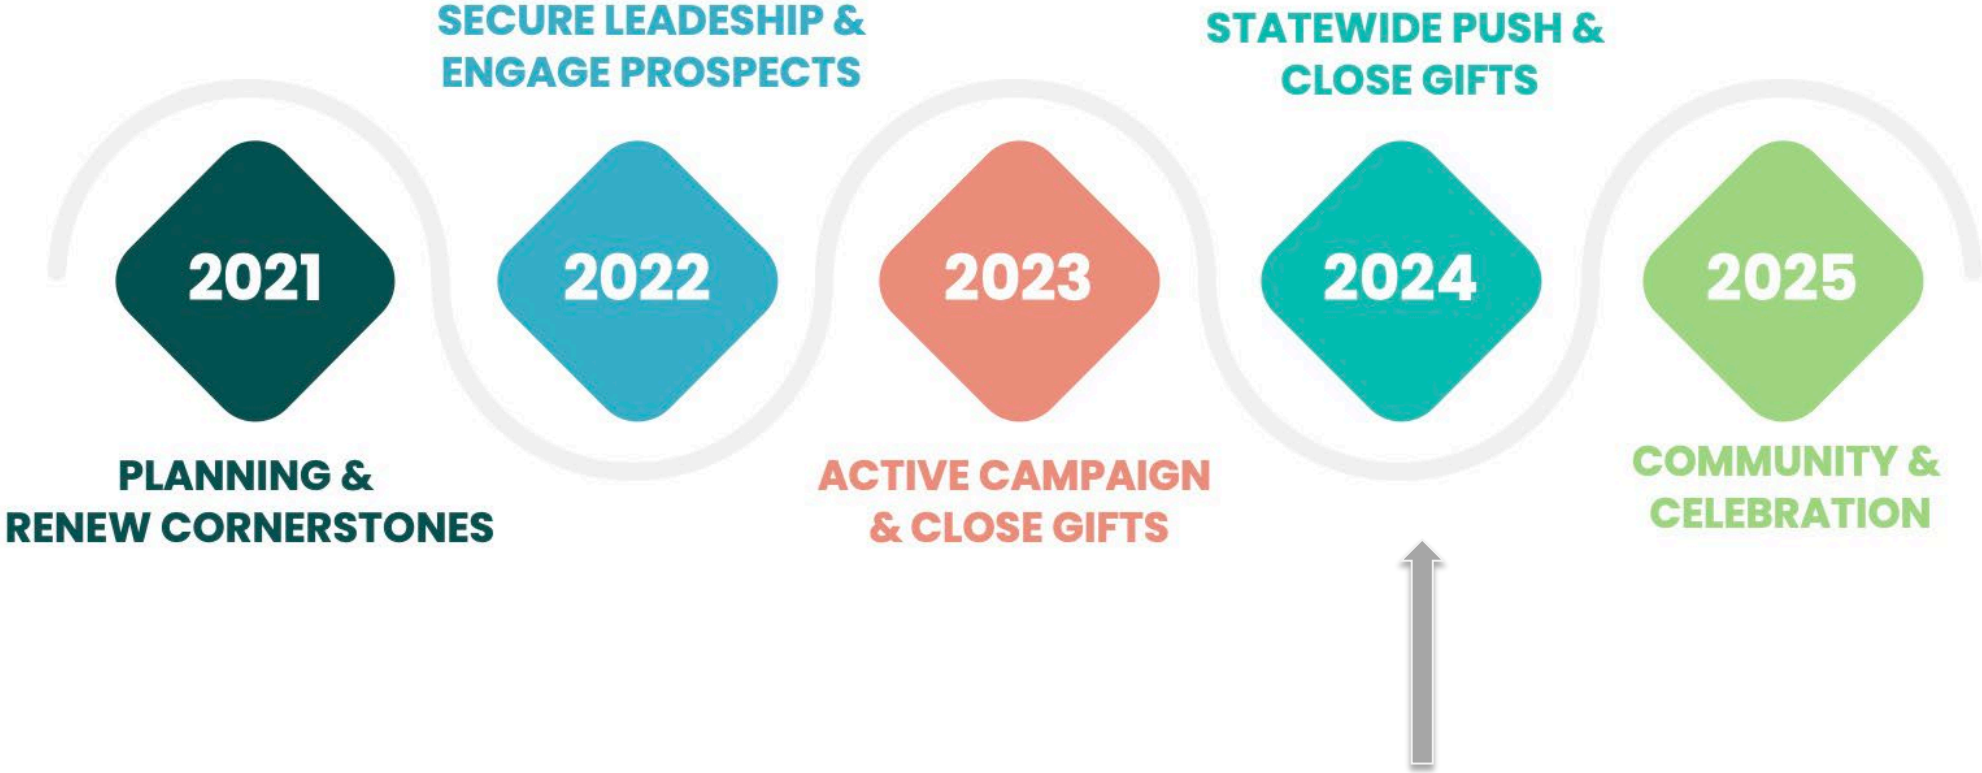 SECURE LEADESHIP &
ENGAGE PROSPECTS
STATEWIDE PUSH &
CLOSE GIFTS
2021
2022
2023
2024
2025
PLANNING &
RENEW CORNERSTONES
ACTIVE CAMPAIGN
& CLOSE GIFTS
COMMUNITY &
CELEBRATION